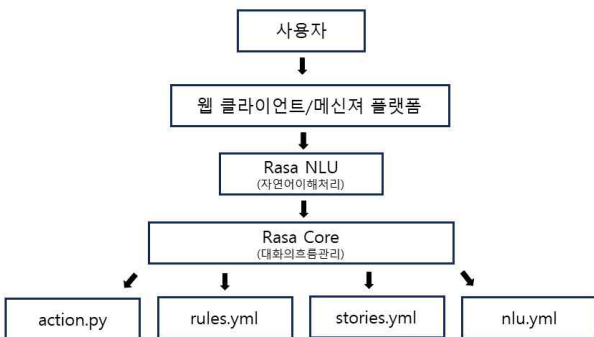 사용자
웹 클라이언트/메신져 플랫폼
Rasa NLU
(자연어이해처리)
Rasa Core
(대화의흐름관리)
action.py
rules.yml
stories.yml
nlu.yml